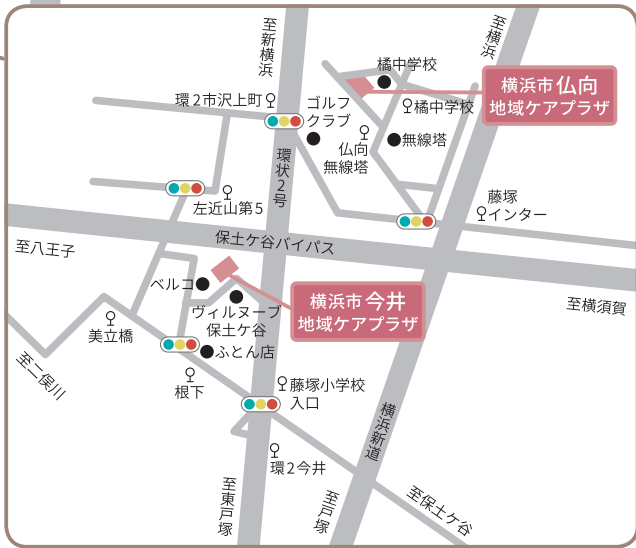 至新横浜
至横浜
橘中学校
横浜市仏向
地域ケアプラザ
環2市沢上町
ゴルフ
クラブ
橘中学校
仏向
無線塔
無線塔
環状2号
左近山第5
藤塚
インター
保土ケ谷バイパス
至八王子
ベルコ
横浜市今井
地域ケアプラザ
至横須賀
ヴィルヌーブ
保土ケ谷
美立橋
ふとん店
至二俣川
根下
藤塚小学校
入口
横浜新道
環2今井
至東戸塚
至戸塚
至保土ケ谷